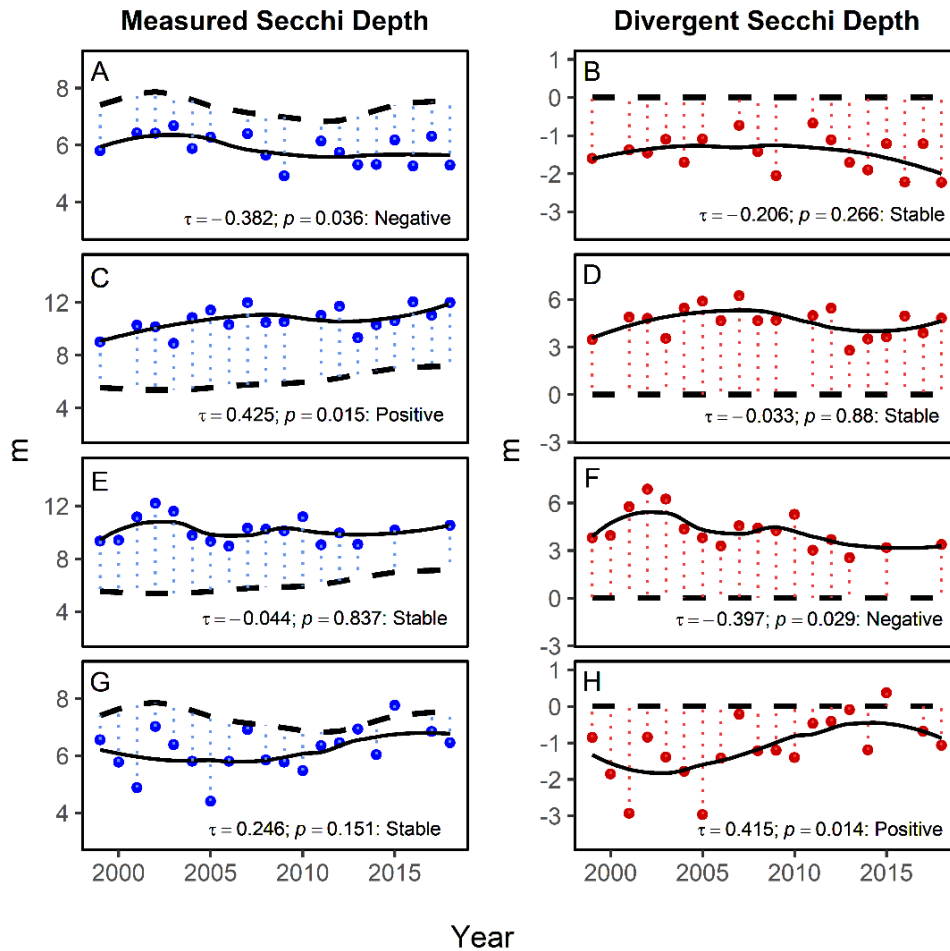 Measured Secchi Depth
Divergent Secchi Depth
A
8
6
4
τ = −0.382; p = 0.036: Negative
B
1
0
-1
-2
-3
τ = −0.206; p = 0.266: Stable
C
12
8
4
τ = 0.425; p = 0.015: Positive
D
6
3
0
-3
τ = −0.033; p = 0.88: Stable
m
m
E
12
8
4
τ = −0.044; p = 0.837: Stable
F
6
3
0
-3
τ = −0.397; p = 0.029: Negative
G
8
6
4
τ = 0.246; p = 0.151: Stable
H
1
0
-1
-2
-3
τ = 0.415; p = 0.014: Positive
2000 2005 2010 2015
2000 2005 2010 2015
Year